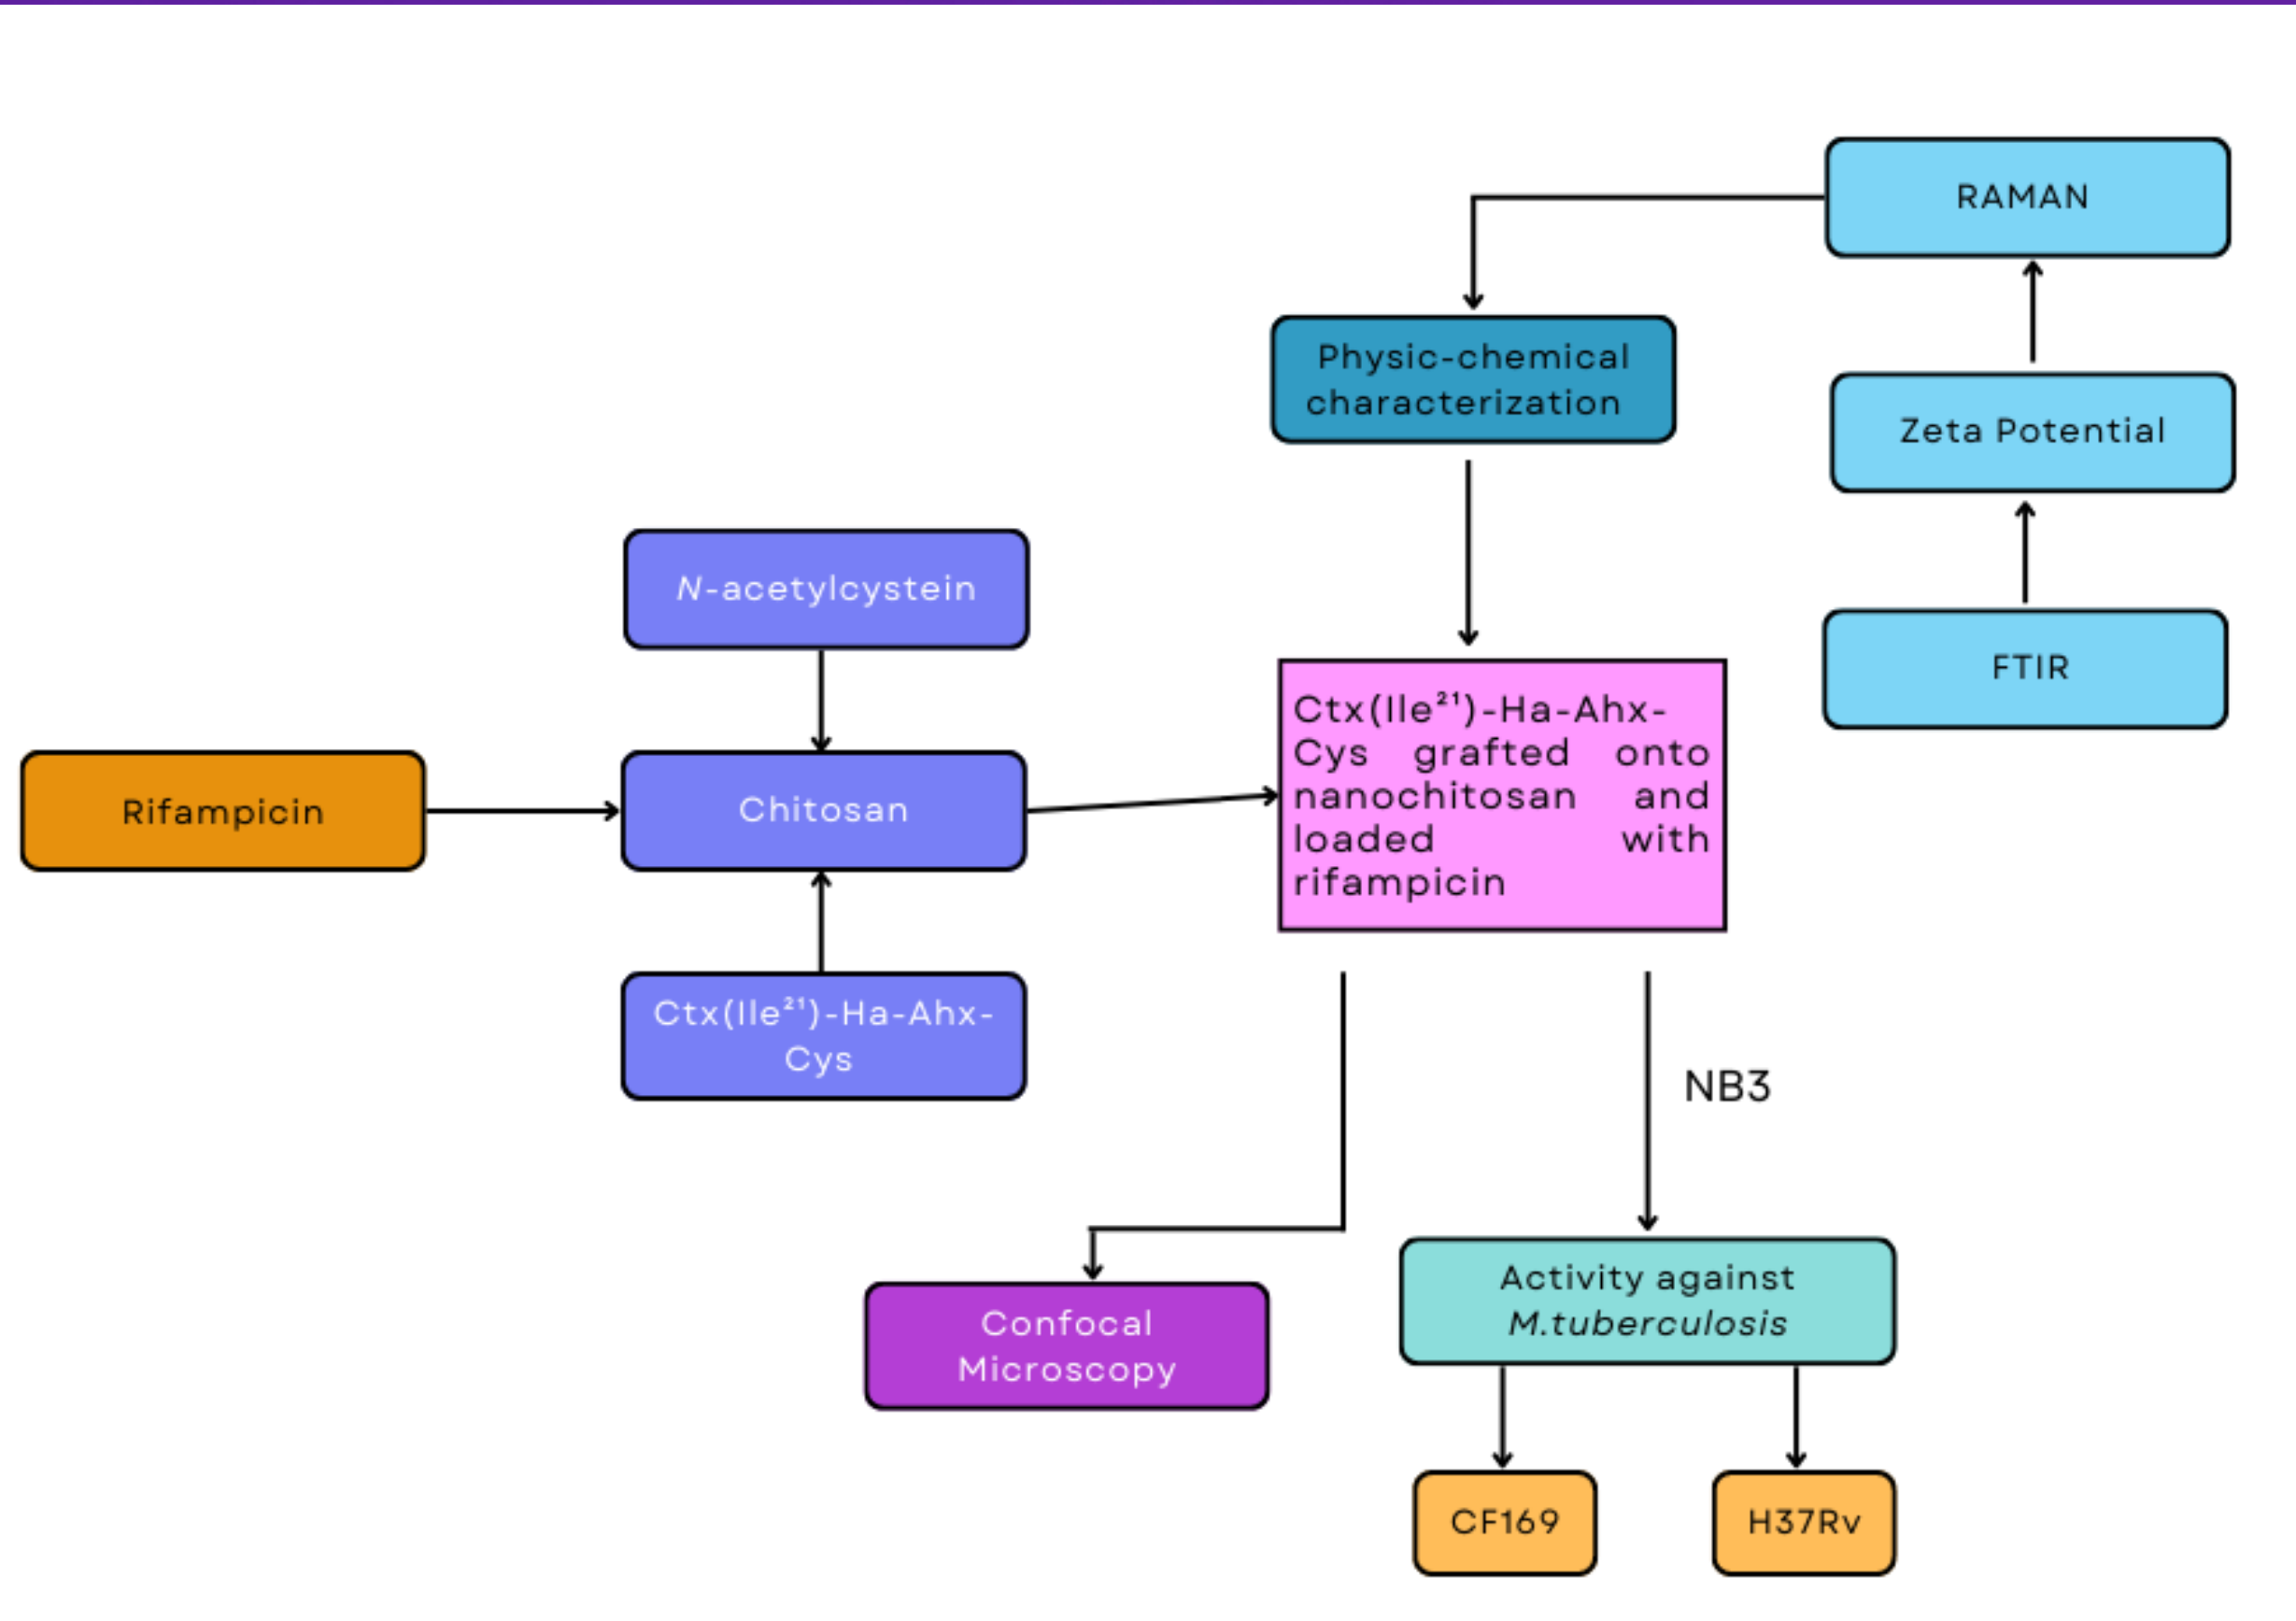 RAMAN
Physic-chemical
characterization
Zeta Potential
N-acetylcystein
FTIR
Rifampicin
Chitosan
Ctx(Ile²¹)-Ha-Ahx-
Cys grafted onto
nanochitosan and
loaded with
rifampicin
Ctx(Ile²¹)-Ha-Ahx-
Cys
NB3
Confocal
Microscopy
Activity against
M.tuberculosis
CF169
H37Rv